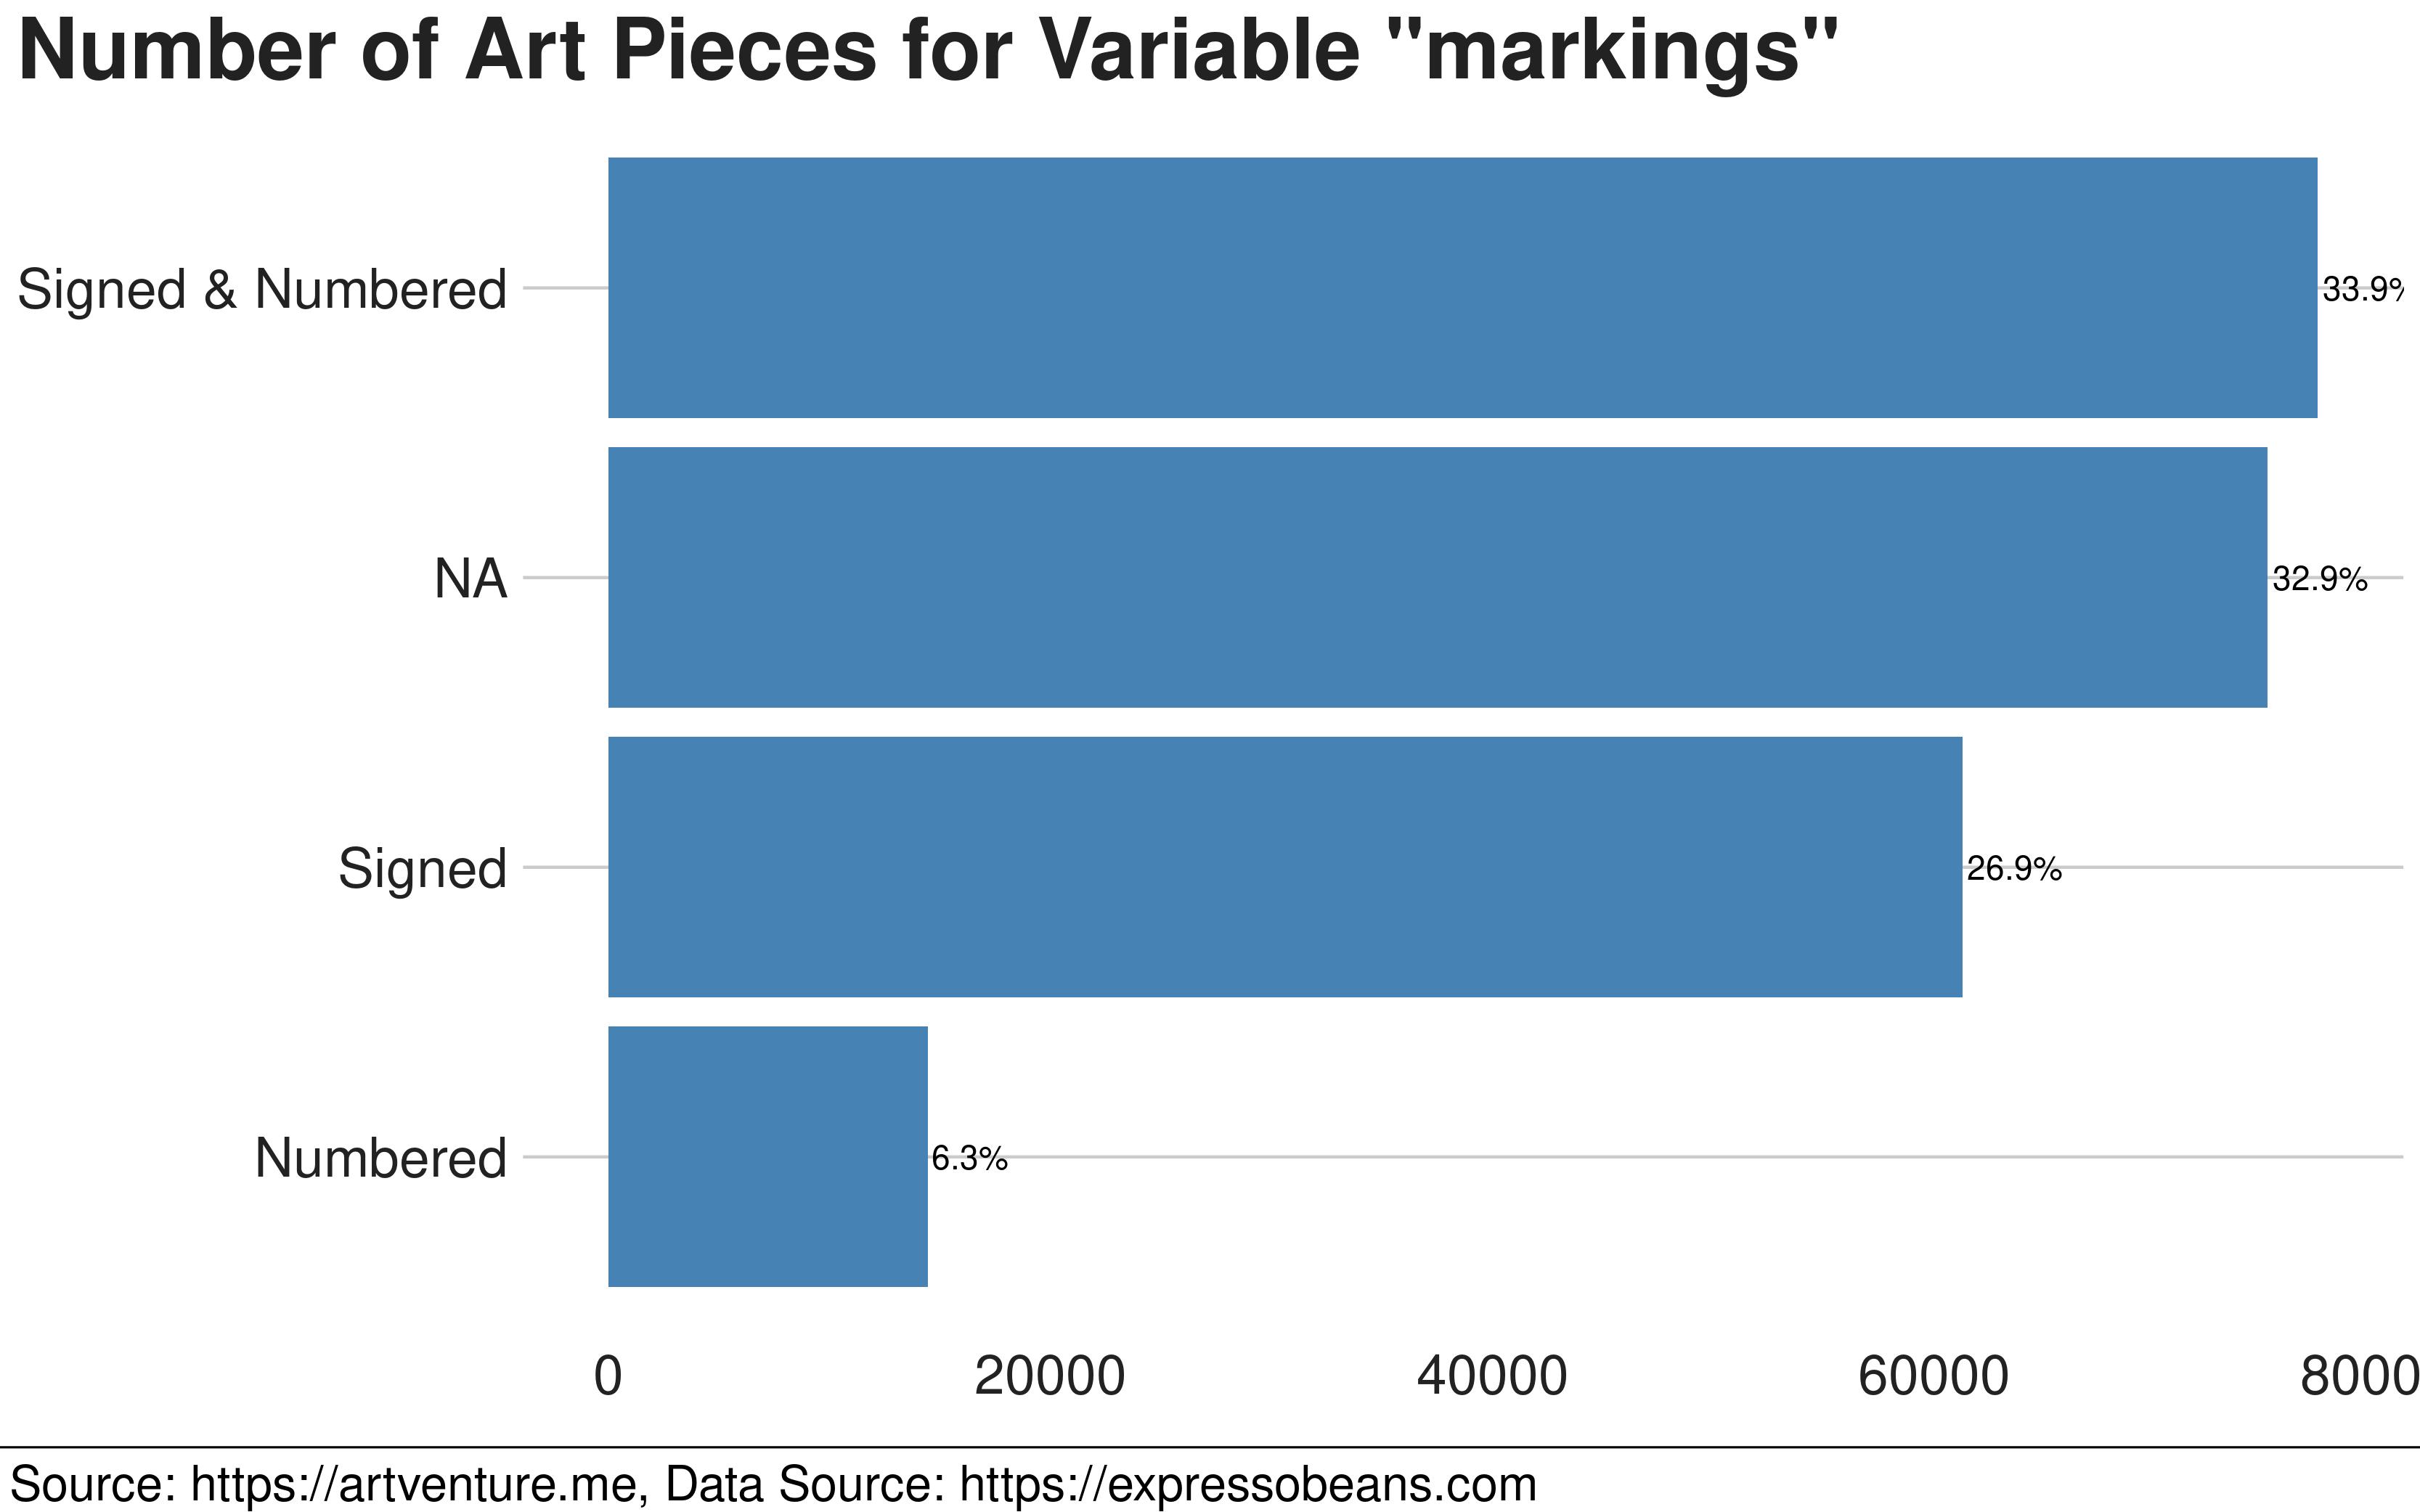 Number of Art Pieces for Variable "markings"
Signed & Numbered 33.9%
NA 32.9%
Signed 26.9%
Numbered 6.3%
0 20000 40000 60000 8000
Source: https://artventure.me, Data Source: https://expressobeans.com